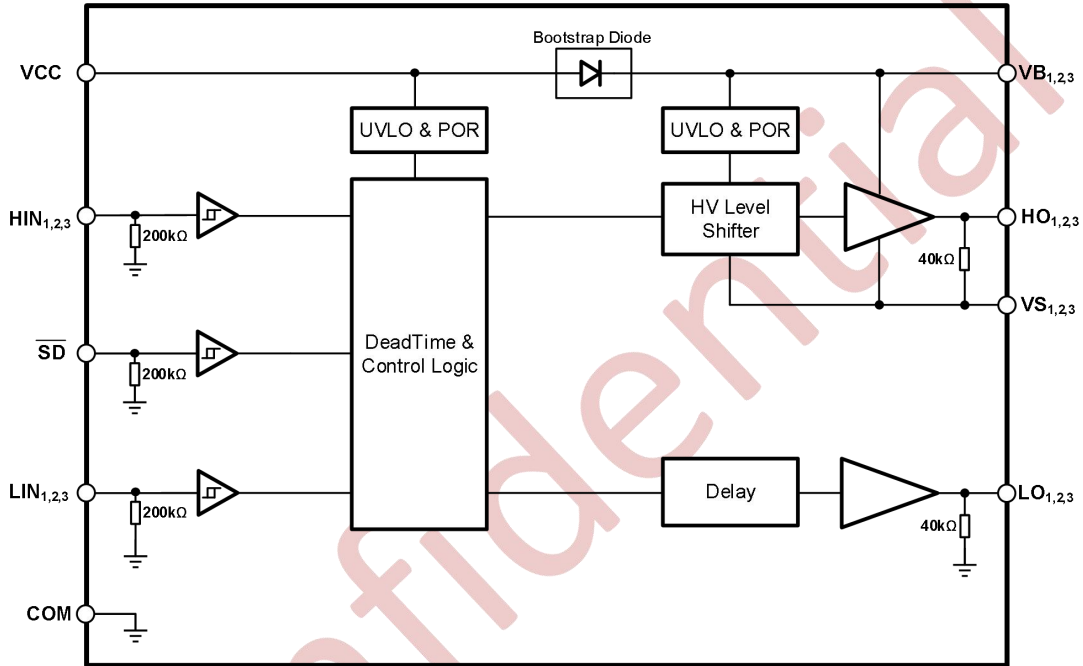 Bootstrap Diode
VCC
VB1,2,3
UVLO & POR
UVLO & POR
HIN1,2,3
200kΩ
HV Level
Shifter
HO1,2,3
40kΩ
VS1,2,3
SD
200kΩ
DeadTime &
Control Logic
LIN1,2,3
200kΩ
Delay
LO1,2,3
40kΩ
COM
nfidential